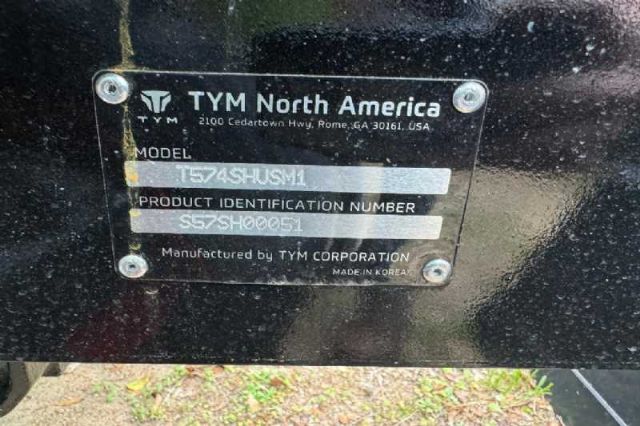 TYM
TYM North America
2100 Cedartown Hwy, Rome, GA 30161, USA
MODEL
T574SHUSM1
PRODUCT IDENTIFICATION NUMBER
S57SH00051
Manufactured by TYM CORPORATION
MADE IN KOREA